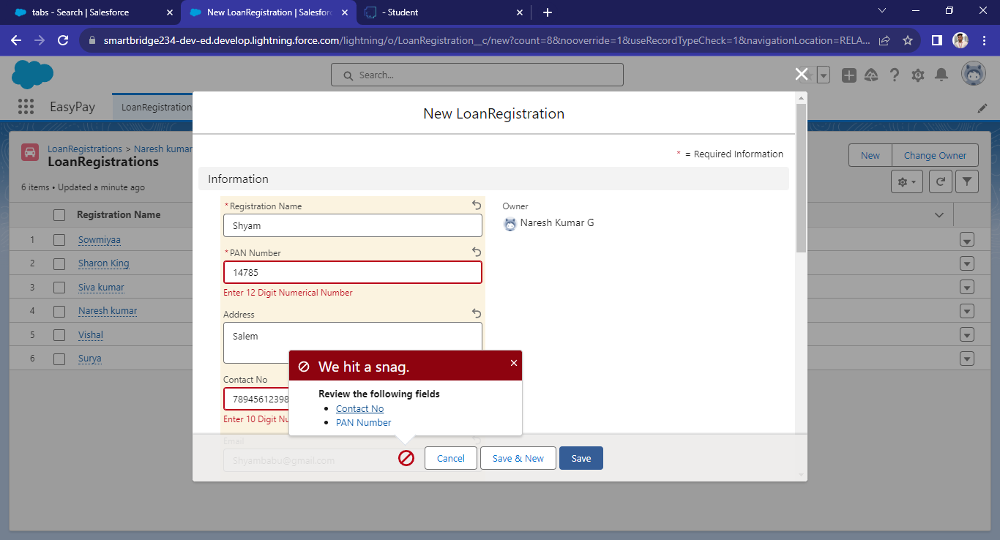 tabs - Search | Salesforce
New LoanRegistration | Salesforc
- Student
smartbridge234-dev-ed.develop.lightning.force.com/lightning/o/LoanRegistration__c/new?count=8&nooverride=1&useRecordTypeCheck=1&navigationLocation=RELA...
Search...
EasyPay
LoanRegistration
New LoanRegistration
LoanRegistrations > Naresh kumar
LoanRegistrations
New
Change Owner
6 items • Updated a minute ago
* = Required Information
Information
Registration Name
1 Sowmiyaa
2 Sharon King
3 Siva kumar
4 Naresh kumar
5 Vishal
6 Surya
*Registration Name
Shyam
Owner
Naresh Kumar G
*PAN Number
14785
Enter 12 Digit Numerical Number
Address
Salem
Contact No
78945612398
Enter 10 Digit Nu
We hit a snag.
Review the following fields
• Contact No
• PAN Number
Email
Shyambabu@gmail.com
Cancel
Save & New
Save